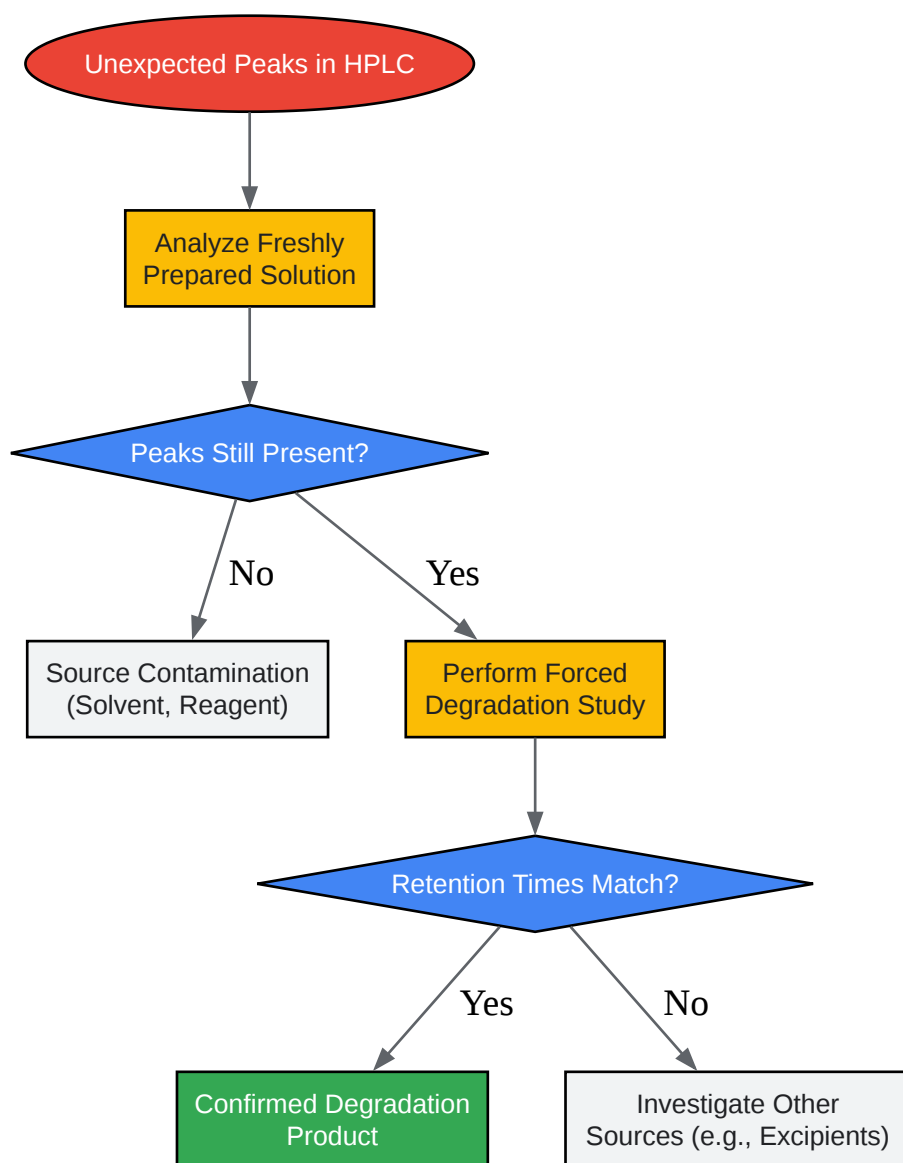 Unexpected Peaks in HPLC
Analyze Freshly
Prepared Solution
Peaks Still Present?
No
Yes
Source Contamination
(Solvent, Reagent)
Perform Forced
Degradation Study
Retention Times Match?
Yes
No
Confirmed Degradation
Product
Investigate Other
Sources (e.g., Excipients)